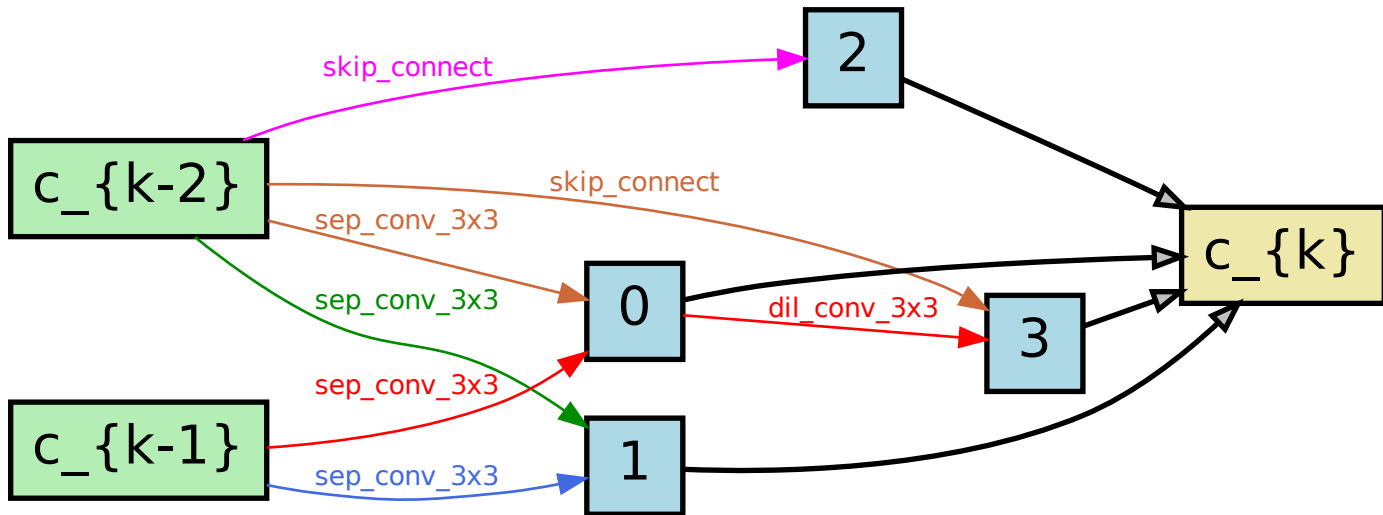 2
skip_connect
c_{k-2}
skip_connect
sep_conv_3x3
c_{k}
sep_conv_3x3
0
dil_conv_3x3
3
sep_conv_3x3
c_{k-1}
1
sep_conv_3x3